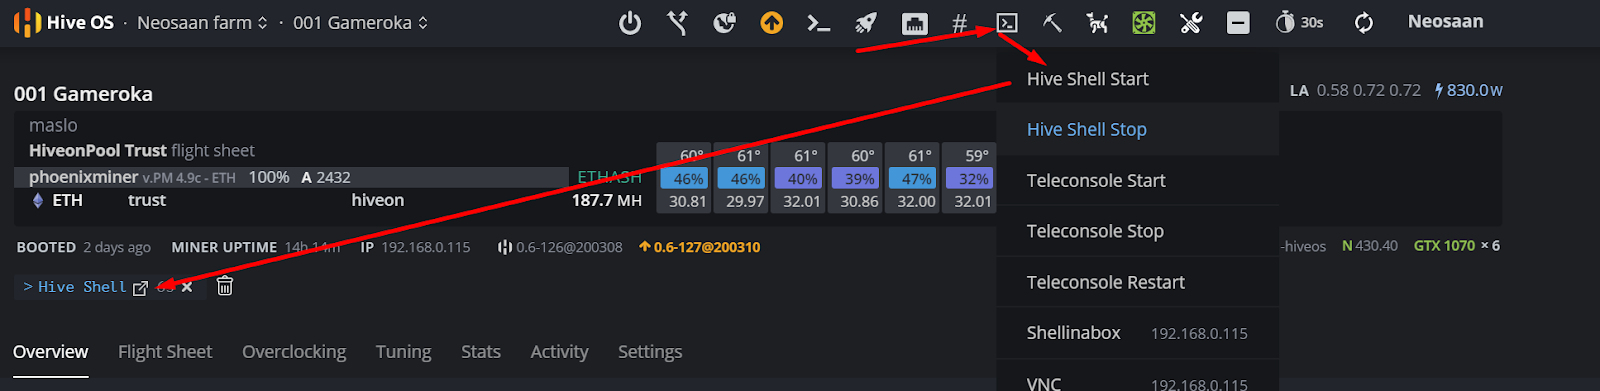 Hive OS · Neosaan farm · 001 Gameroka # 30s Neosaan
Hive Shell Start
001 Gameroka LA 0.58 0.72 0.72 830.0 W
maslo
Hive Shell Stop
HiveonPool Trust flight sheet 60° 61° 61° 60° 61° 59°
phoenixminer v.PM 4.9c - ETH 100% A 2432 ETHASH 46% 46% 40% 39% 47% 32%
Teleconsole Start
ETH trust hiveon 187.7 MH 30.81 29.97 32.01 30.86 32.00 32.01
Teleconsole Stop
BOOTED 2 days ago MINER UPTIME 14h 14m IP 192.168.0.115 0.6-126@200308 0.6-127@200310 -hiveos N 430.40 GTX 1070 × 6
Teleconsole Restart
> Hive Shell ×
Shellinabox 192.168.0.115
Overview Flight Sheet Overclocking Tuning Stats Activity Settings
VNC 192.168.0.115